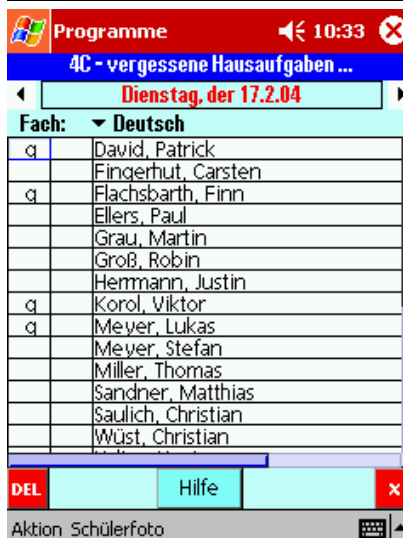 Programme 10:33
4C - vergessene Hausaufgaben ...
Dienstag, der 17.2.04
Fach: Deutsch
q David, Patrick
Fingerhut, Carsten
q Flachsbarth, Finn
Ellers, Paul
Grau, Martin
Groß, Robin
Herrmann, Justin
q Korol, Viktor
q Meyer, Lukas
Meyer, Stefan
Miller, Thomas
Sandner, Matthias
Saulich, Christian
Wüst, Christian
DEL Hilfe x
Aktion Schülerfoto